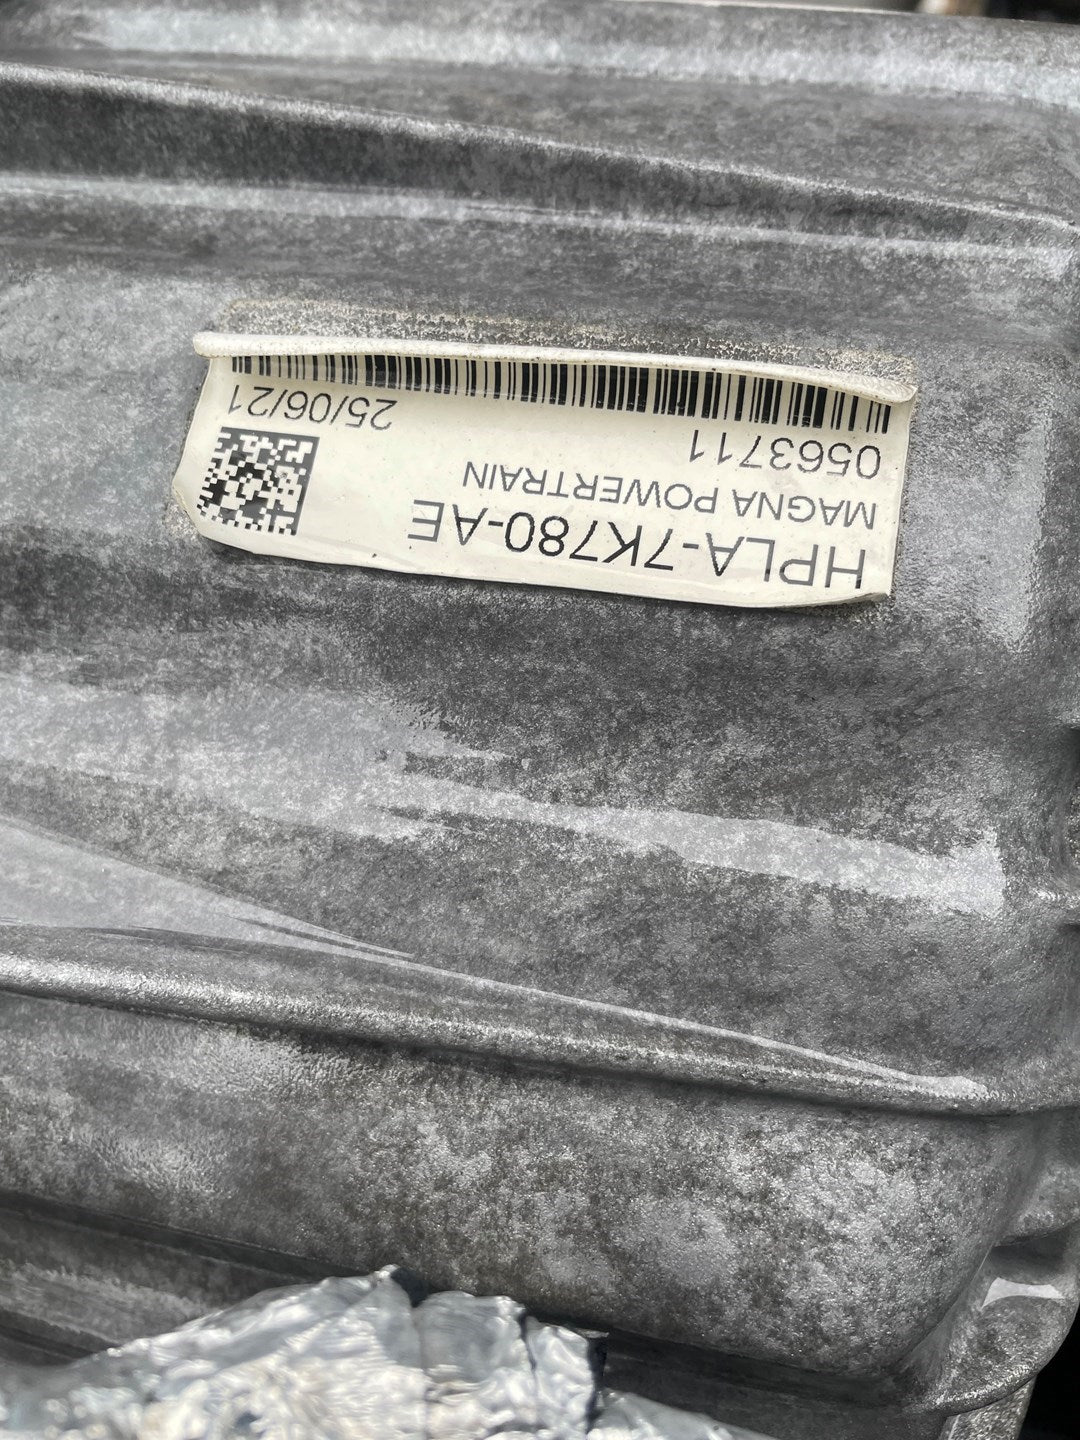 HPLA-7K780-AE
MAGNA POWERTRAIN
0563711
25/06/21